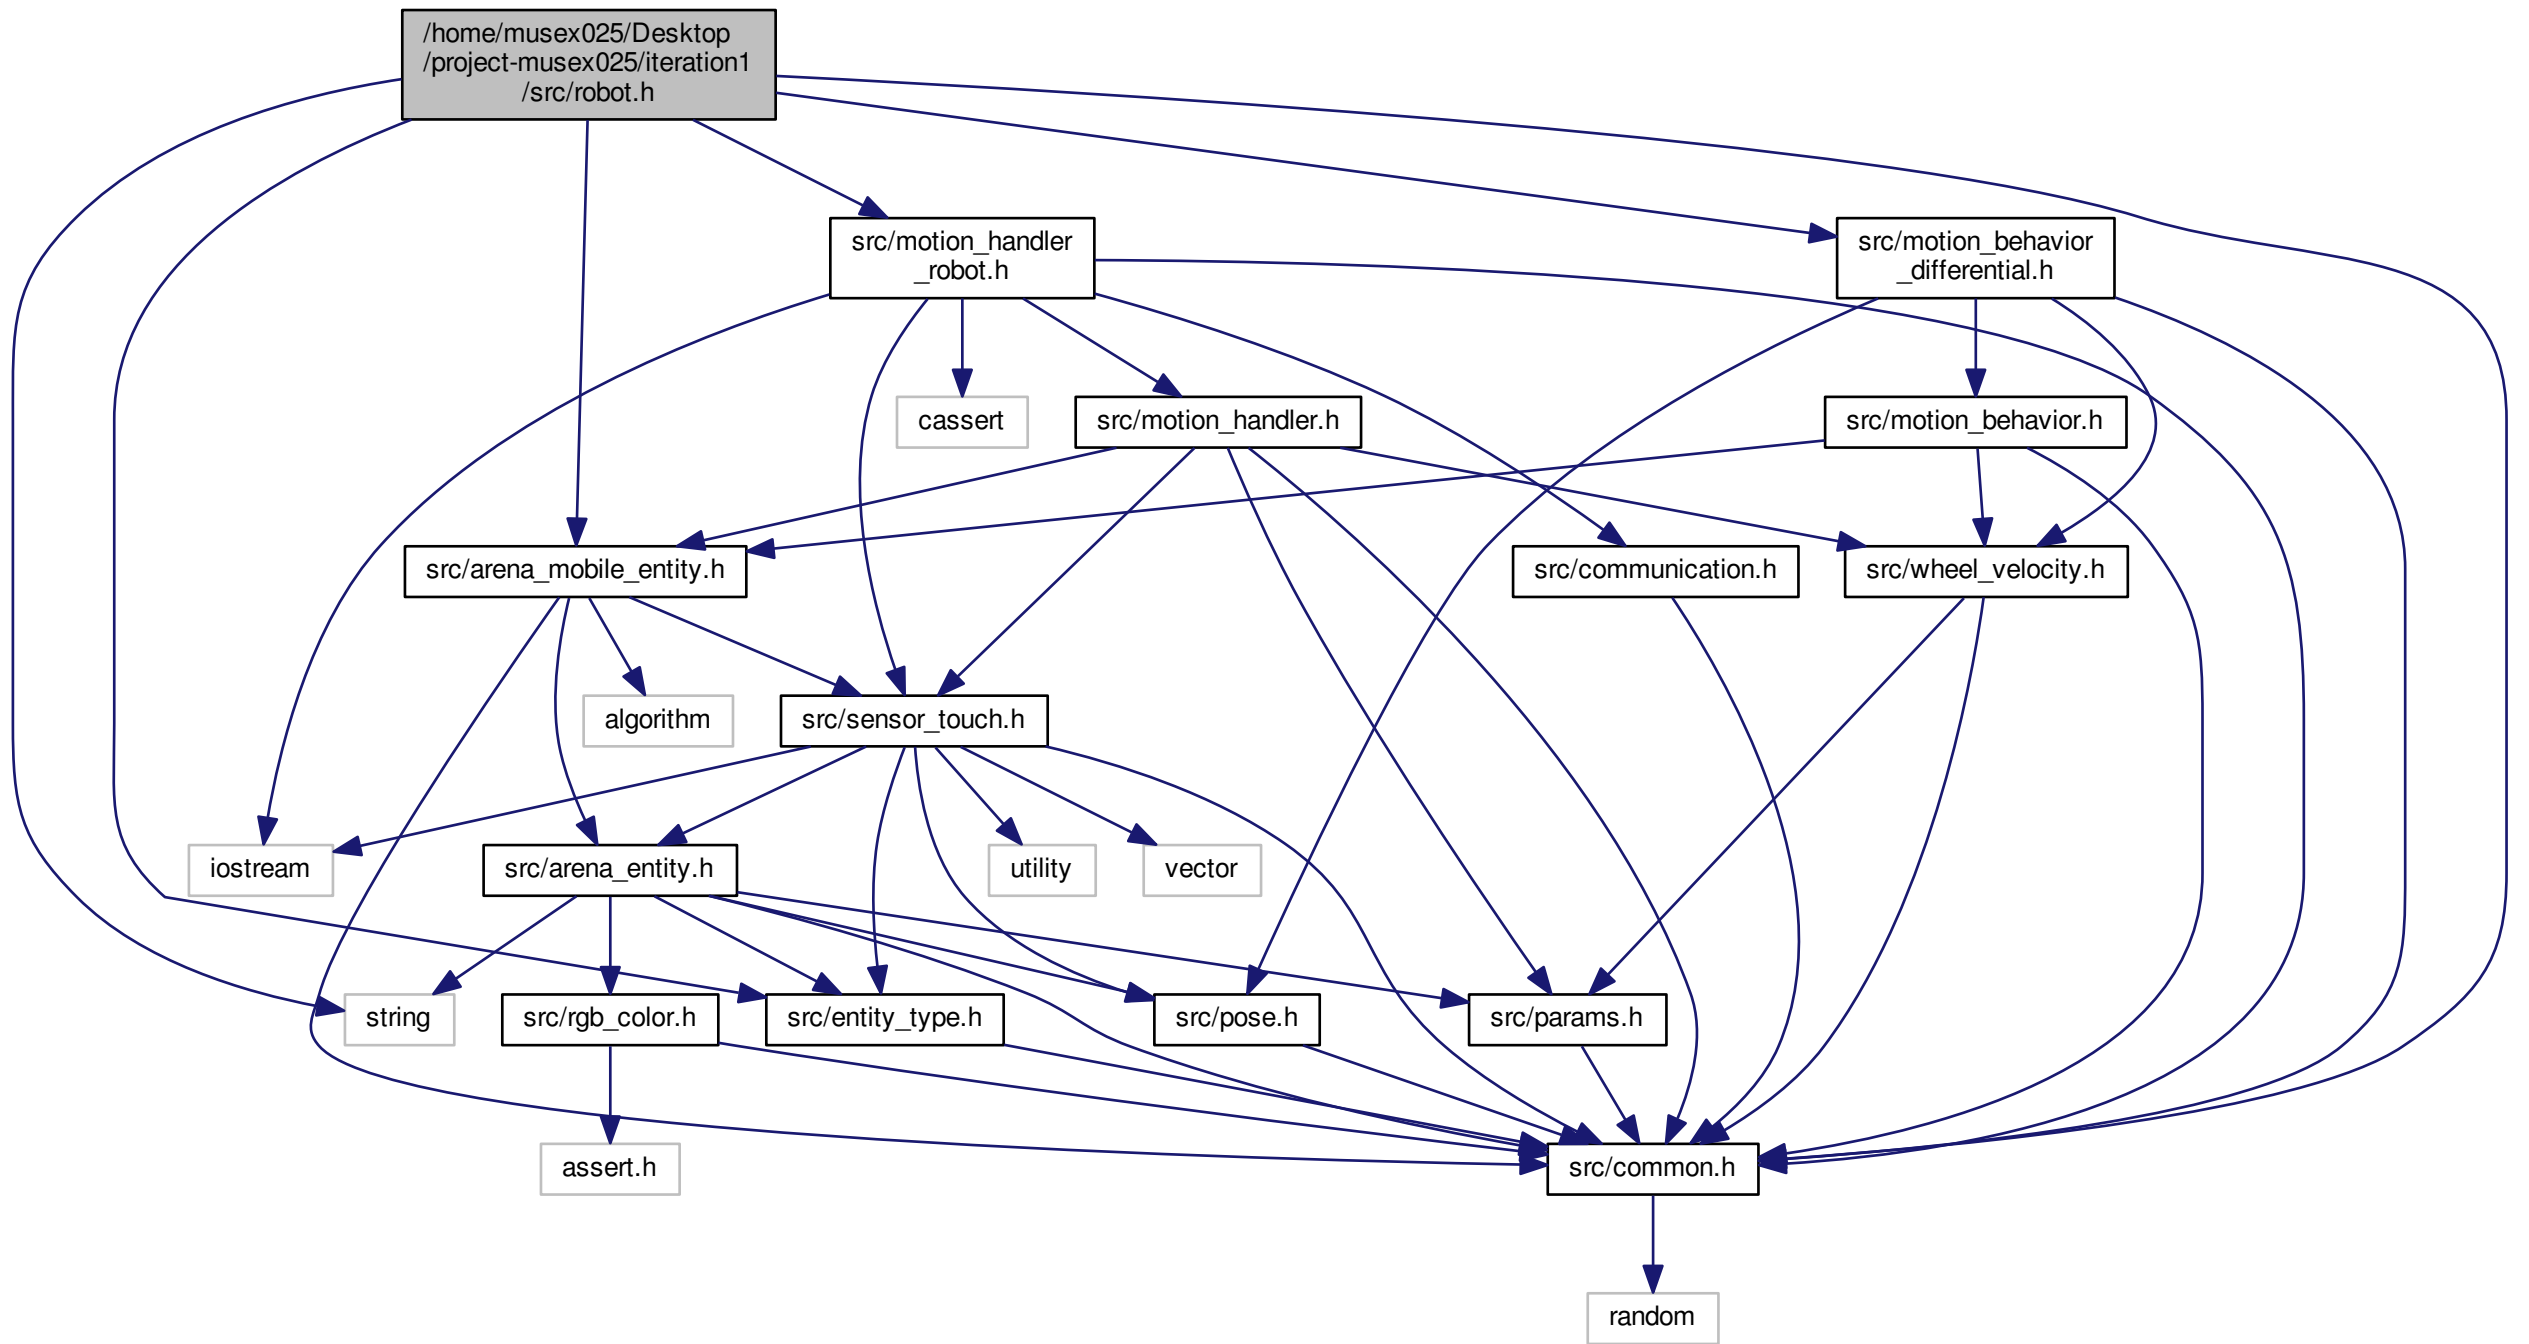 /home/musex025/Desktop
/project-musex025/iteration1
/src/robot.h
src/motion_handler
_robot.h
src/motion_behavior
_differential.h
cassert
src/motion_handler.h
src/motion_behavior.h
src/arena_mobile_entity.h
src/communication.h
src/wheel_velocity.h
algorithm
src/sensor_touch.h
iostream
src/arena_entity.h
utility
vector
string
src/rgb_color.h
src/entity_type.h
src/pose.h
src/params.h
assert.h
src/common.h
random